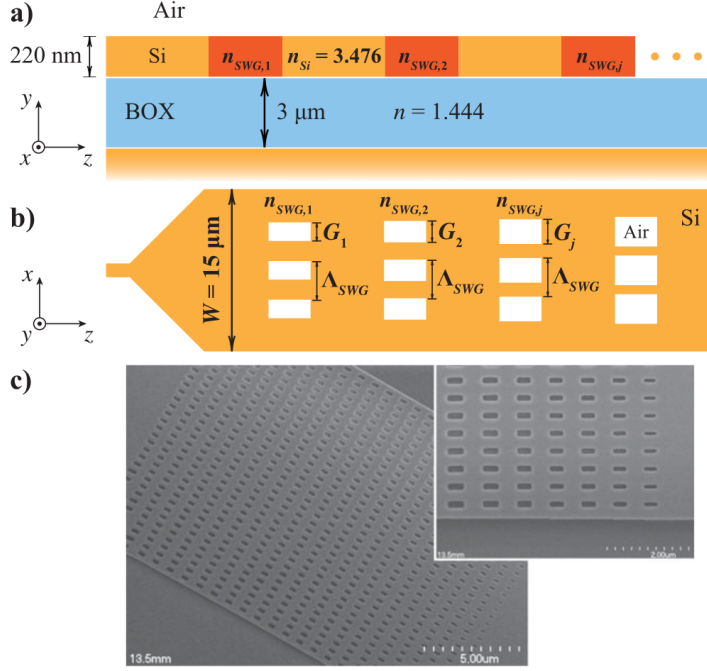 a)
Air
220 nm
Si
n_SWG,1
n_Si = 3.476
n_SWG,2
n_SWG,j
y
x
z
BOX
3 µm
n = 1.444
b)
n_SWG,1
n_SWG,2
n_SWG,j
Si
G_1
G_2
G_j
Air
x
y
z
W = 15 µm
Λ_SWG
Λ_SWG
Λ_SWG
c)
13.5mm
2.00um
13.5mm
5.00um